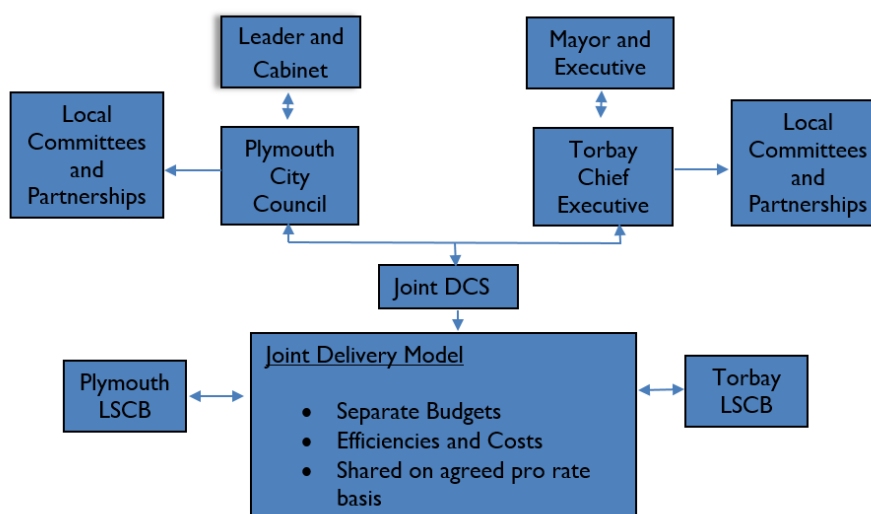 Leader and
Cabinet
Mayor and
Executive
Local
Committees
and
Partnerships
Plymouth
City
Council
Torbay
Chief
Executive
Local
Committees
and
Partnerships
Joint DCS
Joint Delivery Model
Plymouth
LSCB
• Separate Budgets
• Efficiencies and Costs
• Shared on agreed pro rate
basis
Torbay
LSCB